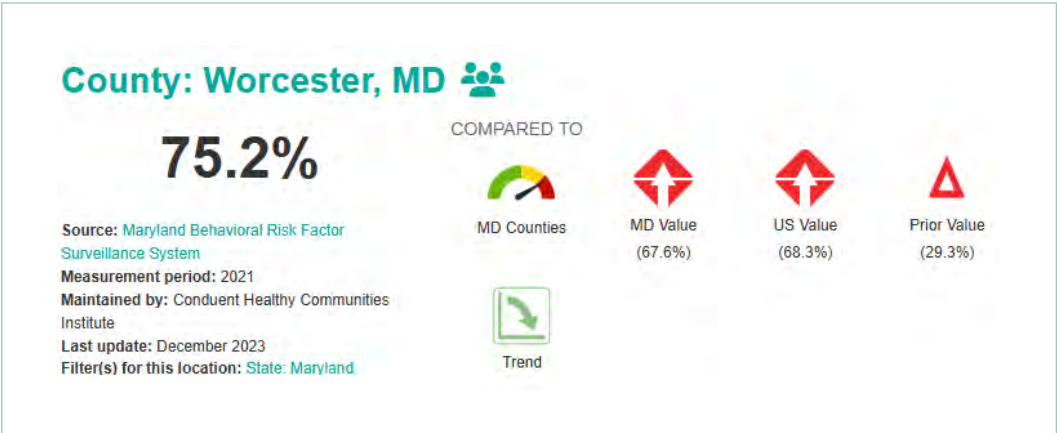 County: Worcester, MD
75.2%
Source: Maryland Behavioral Risk Factor
Surveillance System
Measurement period: 2021
Maintained by: Conduent Healthy Communities
Institute
Last update: December 2023
Filter(s) for this location: State: Maryland
COMPARED TO
MD Counties
MD Value
(67.6%)
US Value
(68.3%)
Prior Value
(29.3%)
Trend